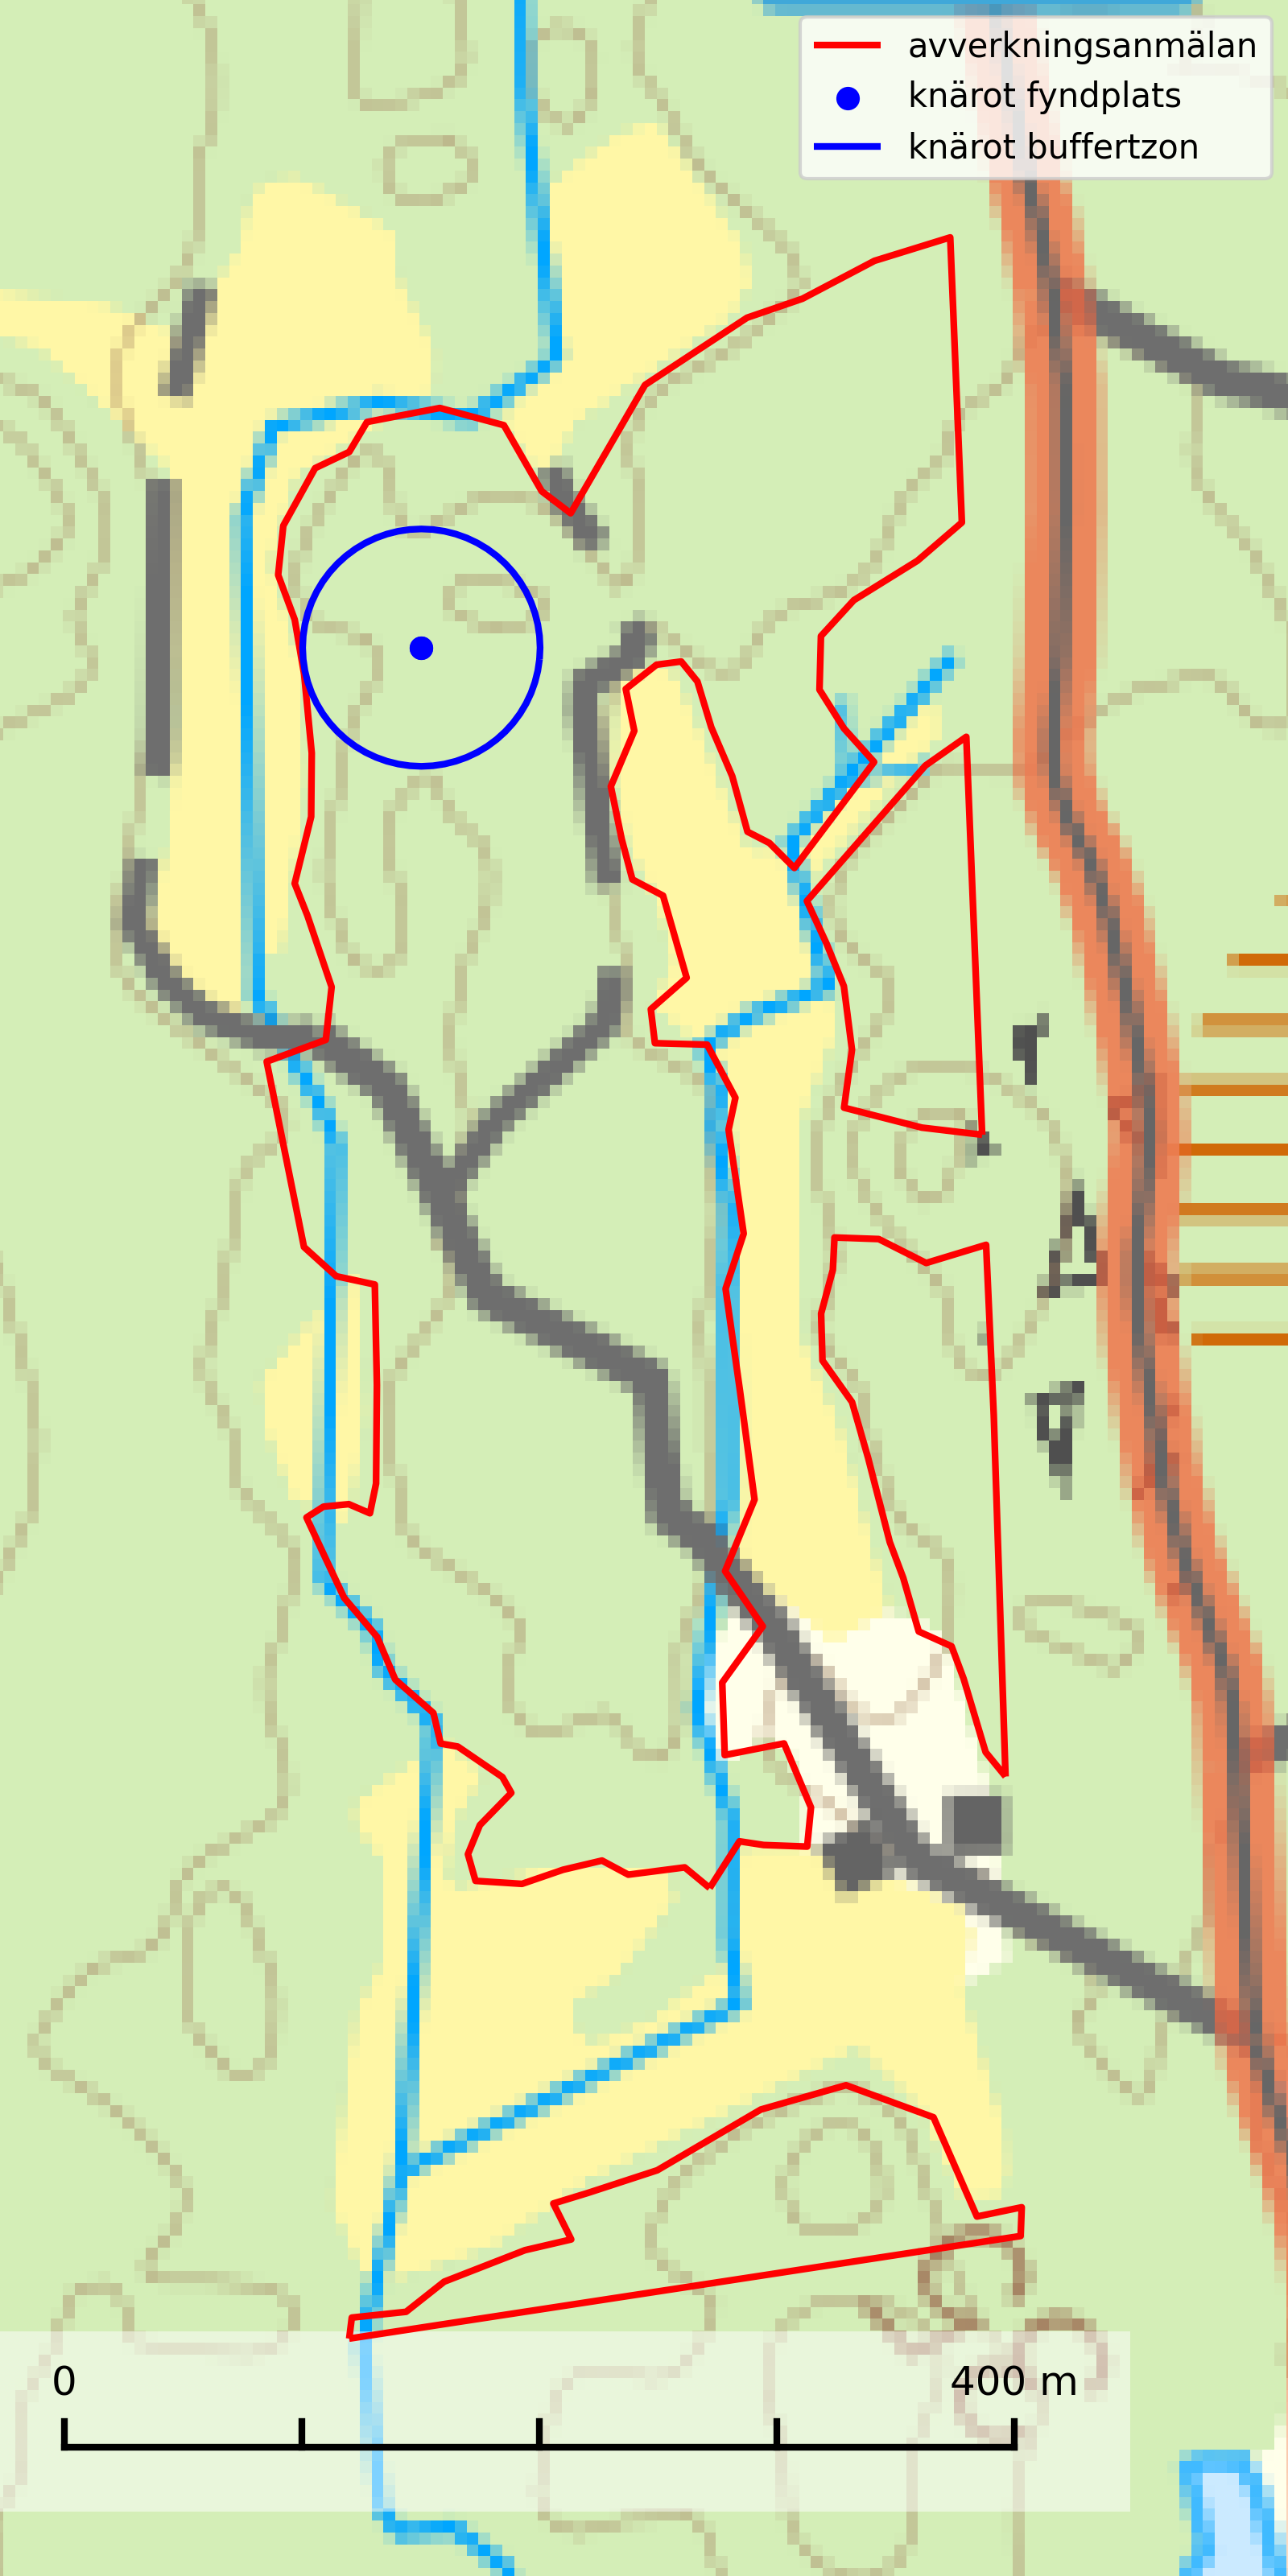 avverkningsanmälan
knärot fyndplats
knärot buffertzon
0
400 m